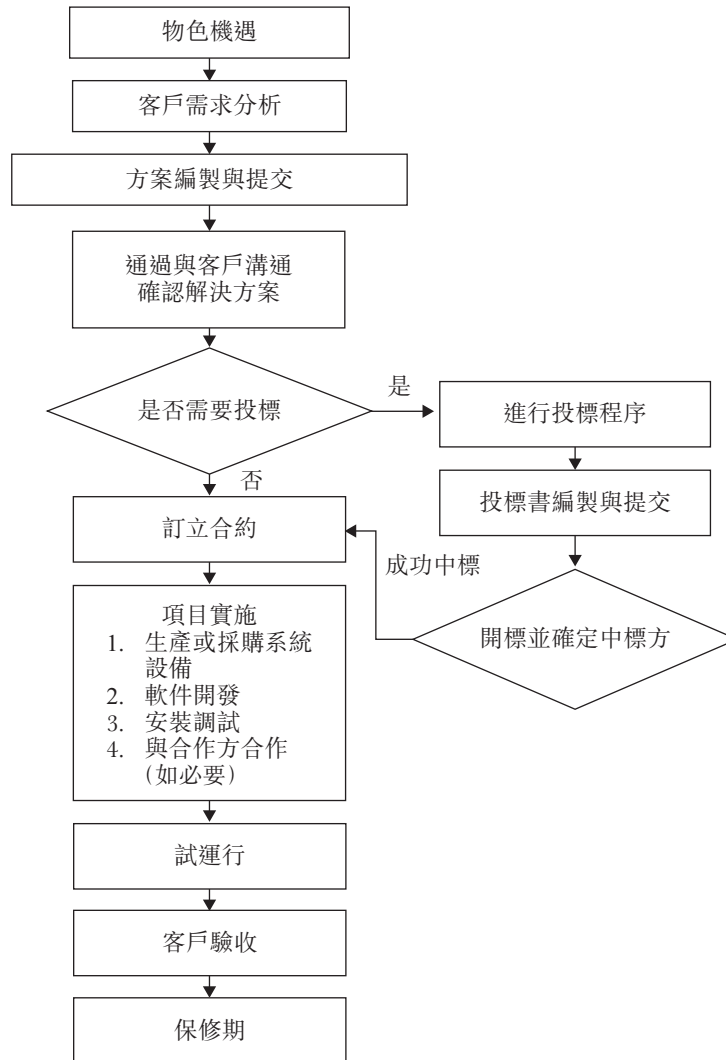 物色機遇
客戶需求分析
方案編製與提交
通過與客戶溝通
確認解決方案
是否需要投標
是
進行投標程序
否
投標書編製與提交
訂立合約
成功中標
開標並確定中標方
項目實施
1. 生產或採購系統
設備
2. 軟件開發
3. 安裝調試
4. 與合作方合作
(如必要)
試運行
客戶驗收
保修期